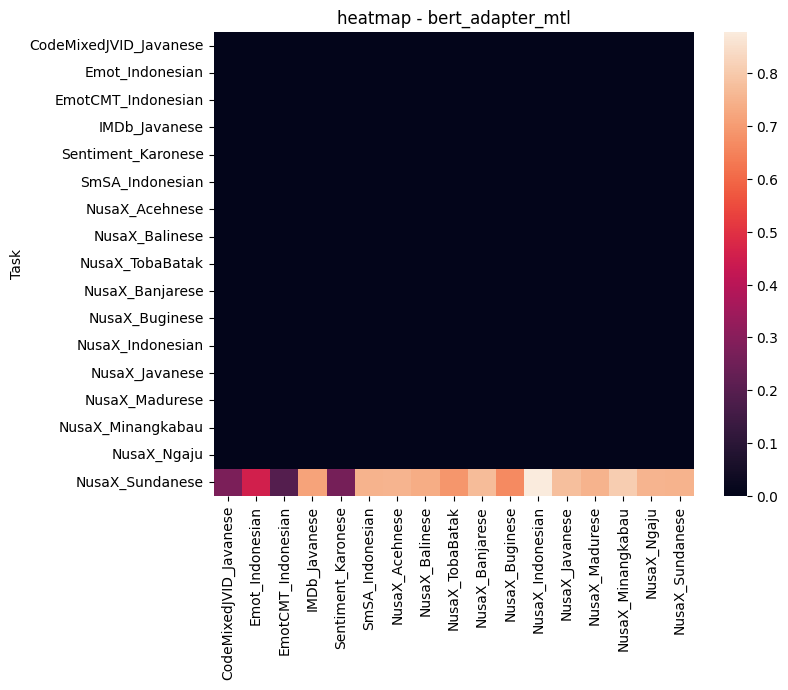 heatmap - bert_adapter_mtl
Task
CodeMixedJVID_Javanese
Emot_Indonesian
EmotCMT_Indonesian
IMDb_Javanese
Sentiment_Karonese
SmSA_Indonesian
NusaX_Acehnese
NusaX_Balinese
NusaX_TobaBatak
NusaX_Banjarese
NusaX_Buginese
NusaX_Indonesian
NusaX_Javanese
NusaX_Madurese
NusaX_Minangkabau
NusaX_Ngaju
NusaX_Sundanese
CodeMixedJVID_Javanese
Emot_Indonesian
EmotCMT_Indonesian
IMDb_Javanese
Sentiment_Karonese
SmSA_Indonesian
NusaX_Acehnese
NusaX_Balinese
NusaX_TobaBatak
NusaX_Banjarese
NusaX_Buginese
NusaX_Indonesian
NusaX_Javanese
NusaX_Madurese
NusaX_Minangkabau
NusaX_Ngaju
NusaX_Sundanese
0.8
0.7
0.6
0.5
0.4
0.3
0.2
0.1
0.0